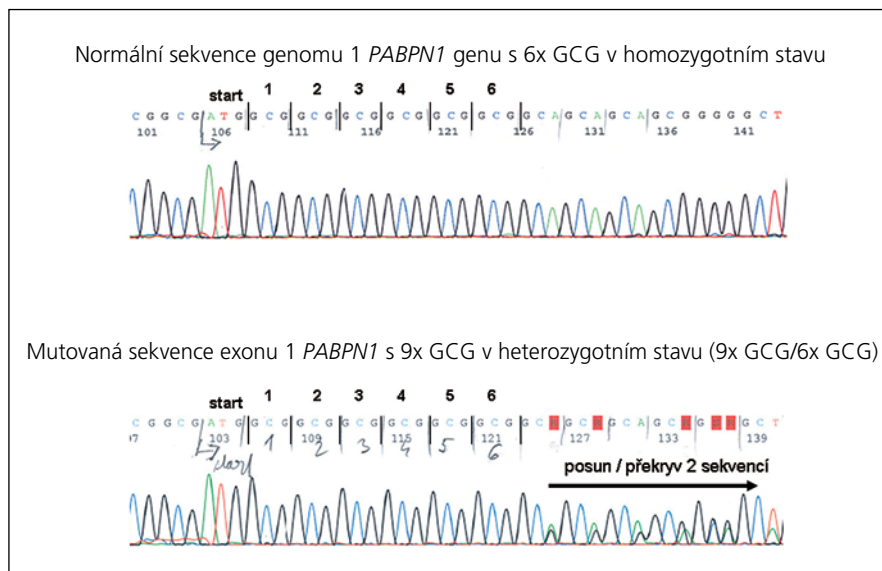 Normální sekvence genomu 1 PABPN1 genu s 6x GCG v homozygotním stavu
start 1 2 3 4 5 6
C G G C G A T G G C G G C G G C G G C G G C G G C G G C A G C A G C A G C G G G G G C T
101 106 111 116 121 126 131 136 141
Mutovaná sekvence exonu 1 PABPN1 s 9x GCG v heterozygotním stavu (9x GCG/6x GCG)
start 1 2 3 4 5 6
C G G C G A T G G C G G C G G C G G C G G C G G C G G C G C G C A G C G G C T
97 103 109 115 121 127 133 139
1 2 3 4 5 6
posun / překryv 2 sekvencí